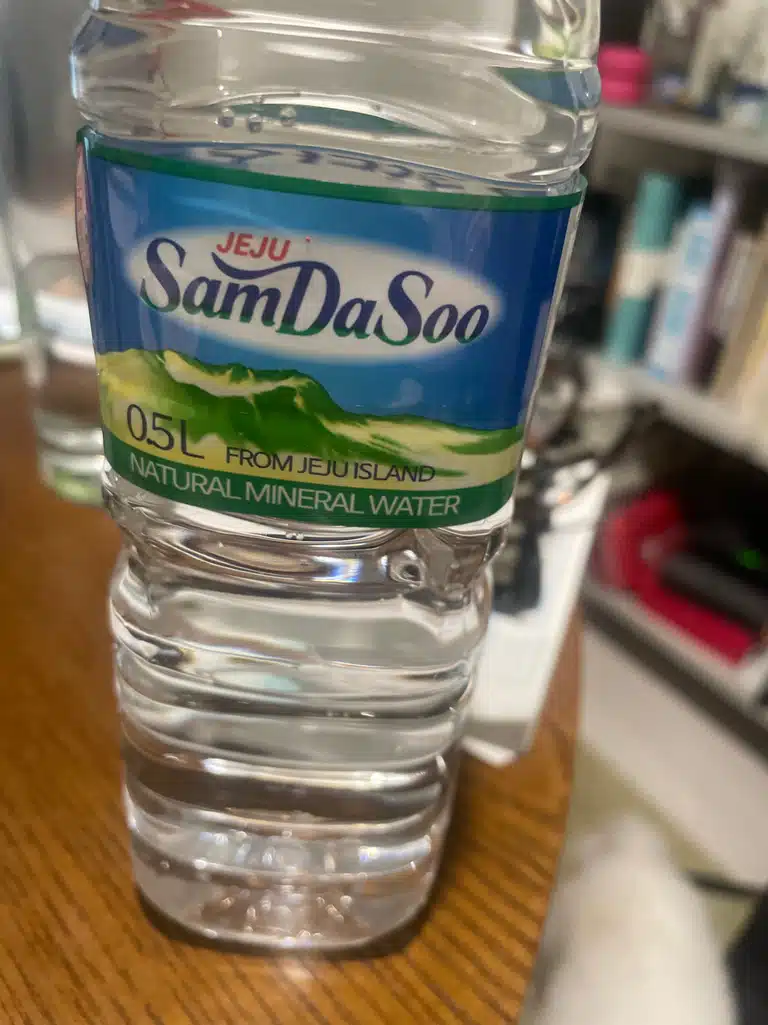 JEJU
SamDaSoo
0.5L FROM JEJU ISLAND
NATURAL MINERAL WATER